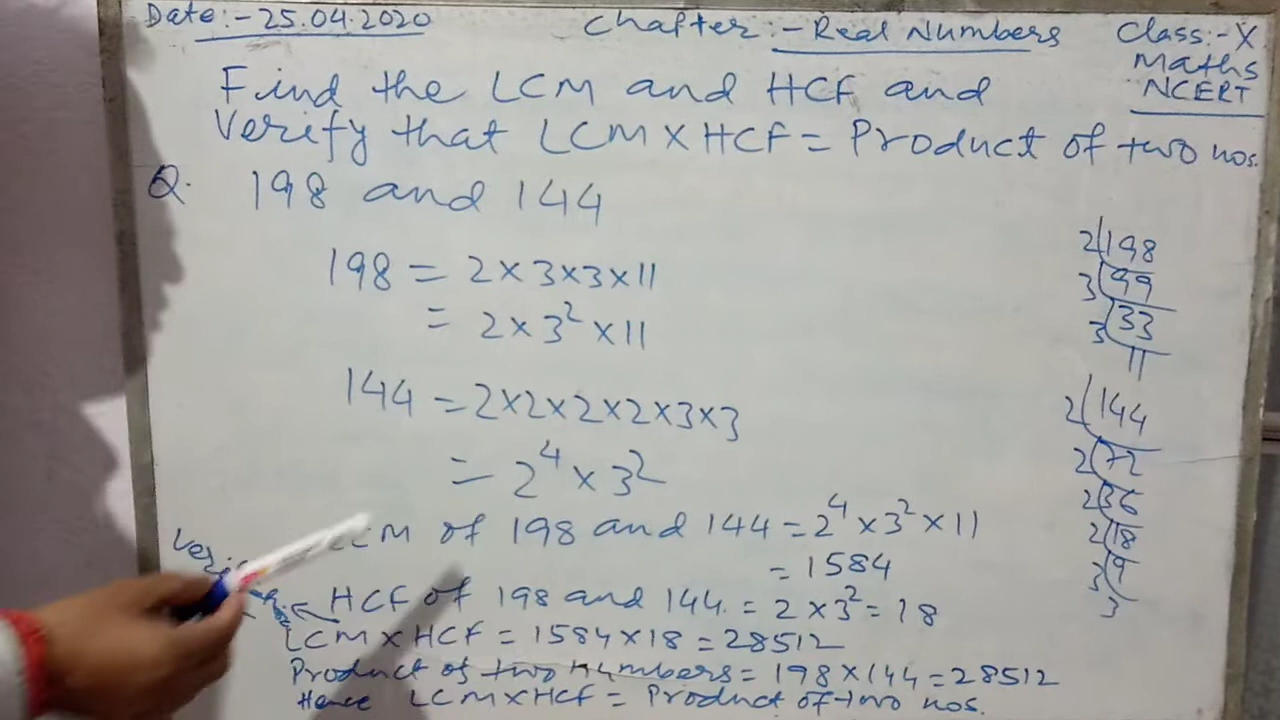 Date:-25.04.2020
Chapter:-Real Numbers
Class:-X
Maths
NCERT
Find the LCM and HCF and
Verify that LCM×HCF=Product of two nos.
Q. 198 and 144
198 = 2×3×3×11
= 2×3²×11
144 = 2×2×2×2×3×3
= 2⁴×3²
LCM of 198 and 144 = 2⁴×3²×11
= 1584
HCF of 198 and 144. = 2×3² = 18
LCM×HCF = 1584×18 = 28512
Product of two numbers = 198×144 = 28512
Hence LCM×HCF = Product of two nos.
2 198
3 99
3 33
11
2 144
2 72
2 36
2 18
3 9
3